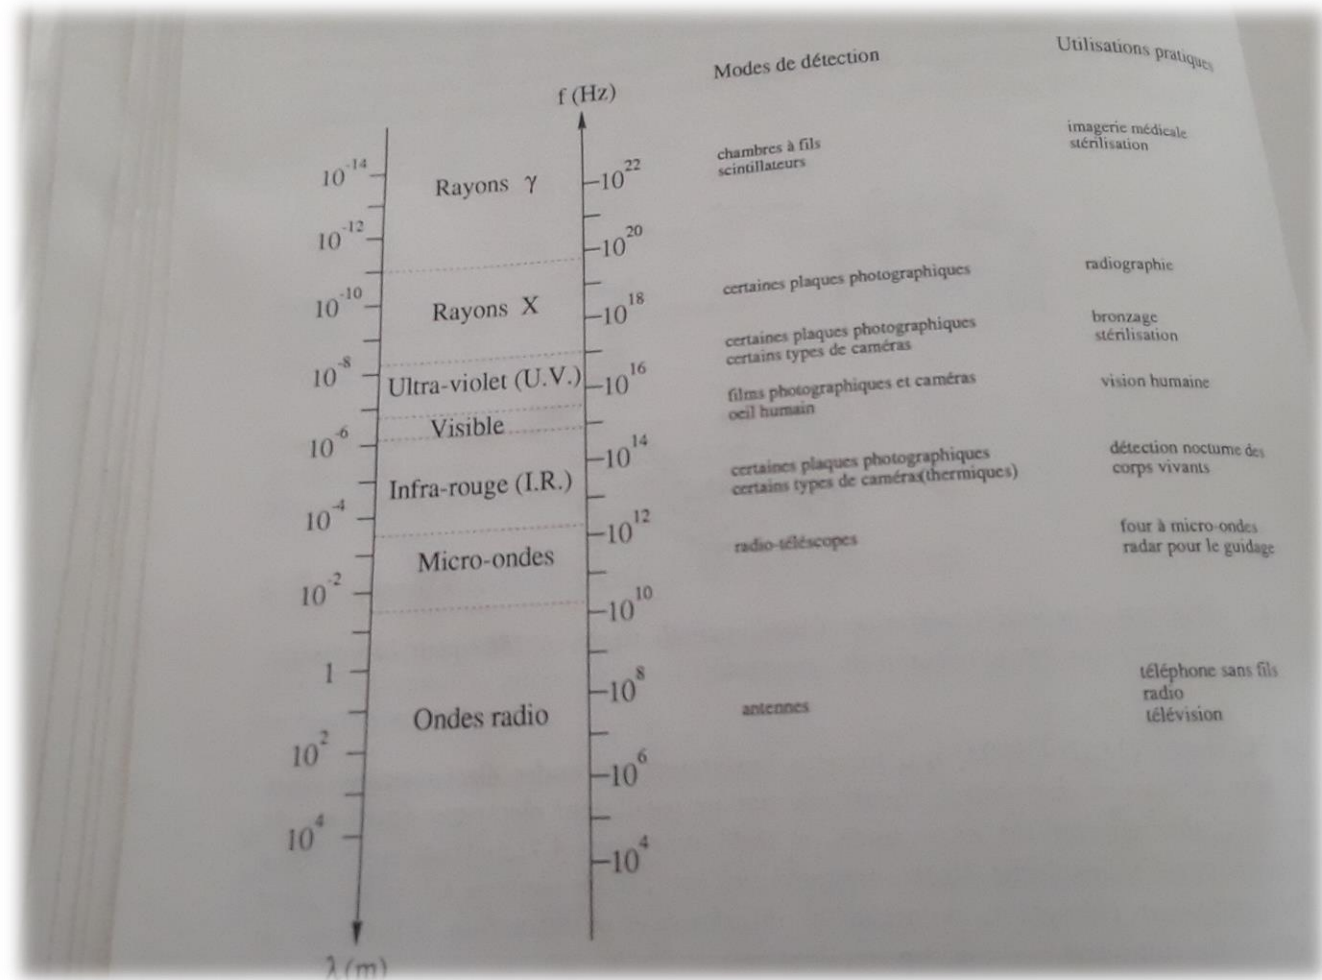 Modes de détection
Utilisations pratiques
f (Hz)
10^-14
Rayons γ
10^22
chambres à fils
scintillateurs
imagerie médicale
stérilisation
10^-12
10^20
10^-10
Rayons X
10^18
certaines plaques photographiques
radiographie
10^-8
Ultra-violet (U.V.)
10^16
certaines plaques photographiques
certains types de caméras
bronzage
stérilisation
Visible
films photographiques et caméras
oeil humain
vision humaine
10^-6
10^14
Infra-rouge (I.R.)
certaines plaques photographiques
certains types de caméras(thermiques)
détection nocturne des
corps vivants
10^-4
10^12
Micro-ondes
radio-téléscopes
four à micro-ondes
radar pour le guidage
10^-2
10^10
1
10^8
Ondes radio
antennes
téléphone sans fils
radio
télévision
10^2
10^6
10^4
10^4
λ (m)